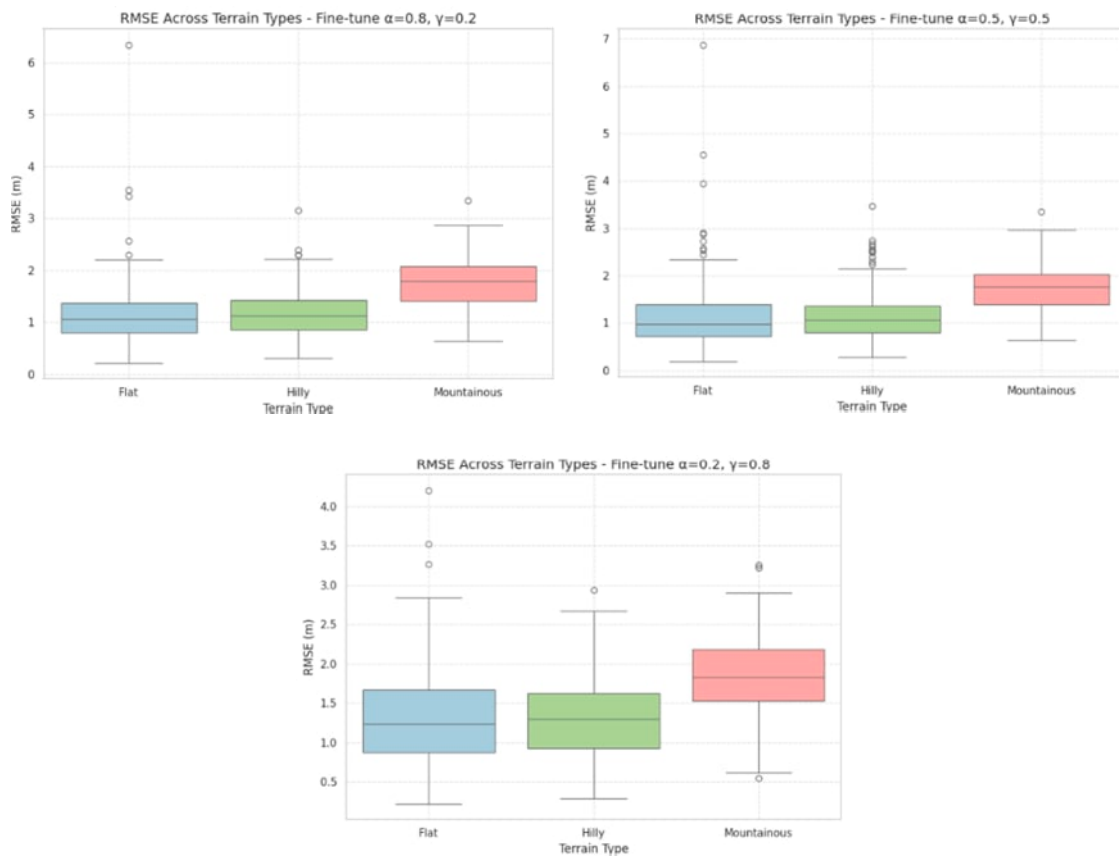 RMSE Across Terrain Types - Fine-tune α=0.8, γ=0.2
6
5
4
3
2
1
0
RMSE (m)
Flat
Hilly
Mountainous
Terrain Type
RMSE Across Terrain Types - Fine-tune α=0.5, γ=0.5
7
6
5
4
3
2
1
0
RMSE (m)
Flat
Hilly
Mountainous
Terrain Type
RMSE Across Terrain Types - Fine-tune α=0.2, γ=0.8
4.0
3.5
3.0
2.5
2.0
1.5
1.0
0.5
RMSE (m)
Flat
Hilly
Mountainous
Terrain Type